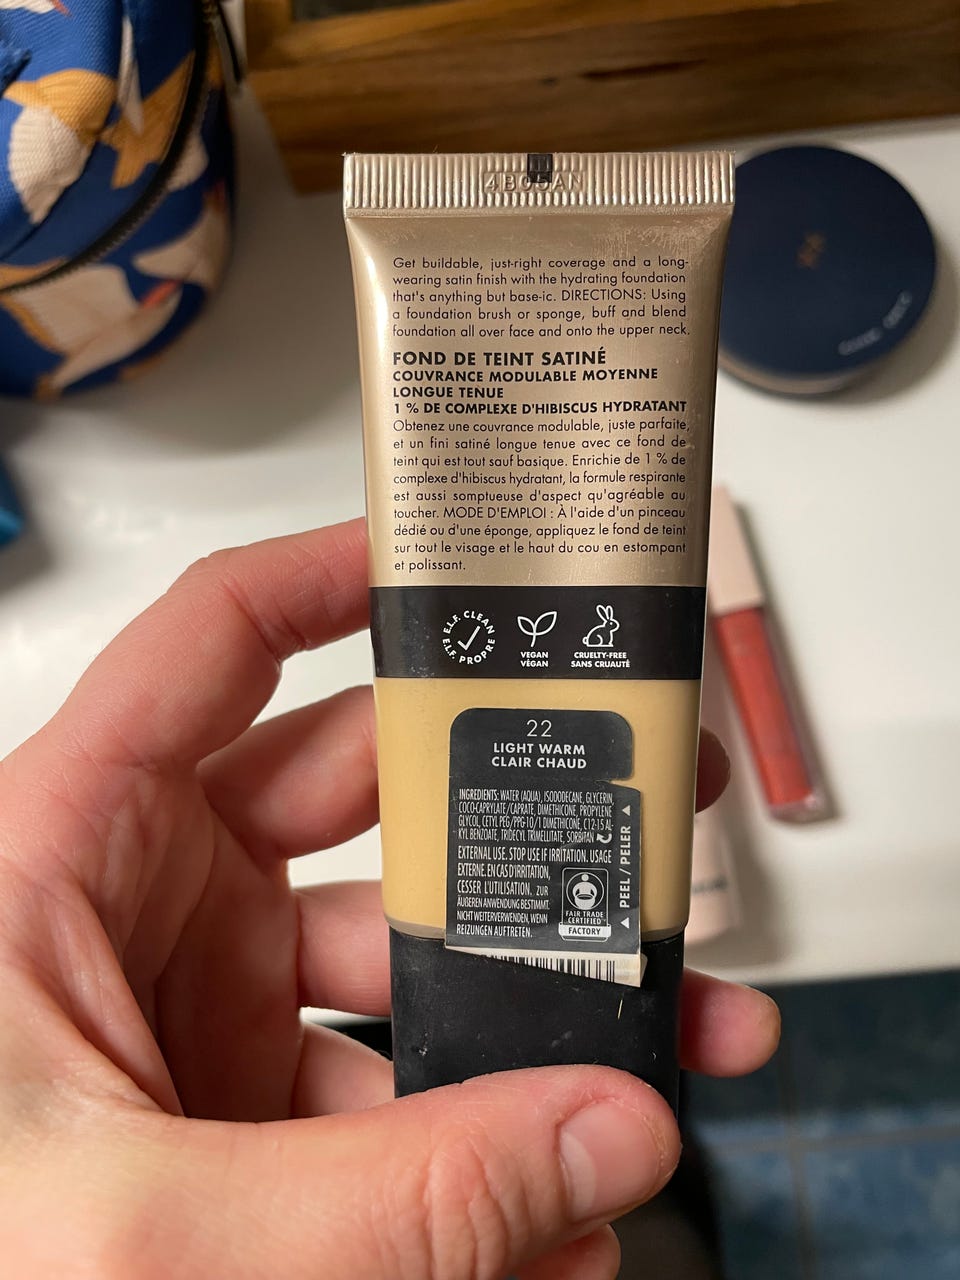 4B05AN
Get buildable, just-right coverage and a long-
wearing satin finish with the hydrating foundation
that's anything but base-ic. DIRECTIONS: Using
a foundation brush or sponge, buff and blend
foundation all over face and onto the upper neck.
FOND DE TEINT SATINÉ
COUVRANCE MODULABLE MOYENNE
LONGUE TENUE
1 % DE COMPLEXE D'HIBISCUS HYDRATANT
Obtenez une couvrance modulable, juste parfaite,
et un fini satiné longue tenue avec ce fond de
teint qui est tout sauf basique. Enrichie de 1 % de
complexe d'hibiscus hydratant, la formule respirante
est aussi somptueuse d'aspect qu'agréable au
toucher. MODE D'EMPLOI : À l'aide d'un pinceau
dédié ou d'une éponge, appliquez le fond de teint
sur tout le visage et le haut du cou en estompant
et polissant.
E.L.F. CLEAN
E.L.F. PROPRE
VEGAN
VÉGAN
CRUELTY-FREE
SANS CRUAUTÉ
22
LIGHT WARM
CLAIR CHAUD
INGREDIENTS: WATER (AQUA), ISODODECANE, GLYCERIN,
COCO-CAPRYLATE/CAPRATE, DIMETHICONE, PROPYLENE
GLYCOL, CETYL PEG/PPG-10/1 DIMETHICONE, C12-15 AL-
KYL BENZOATE, TRIDECYL TRIMELLITATE, SORBITAN
EXTERNAL USE. STOP USE IF IRRITATION. USAGE
EXTERNE. EN CAS D'IRRITATION,
CESSER L'UTILISATION. ZUR
ÄUßEREN ANWENDUNG BESTIMMT.
NICHT WEITERVERWENDEN, WENN
REIZUNGEN AUFTRETEN.
FAIR TRADE
CERTIFIED™
FACTORY
PEEL / PELER